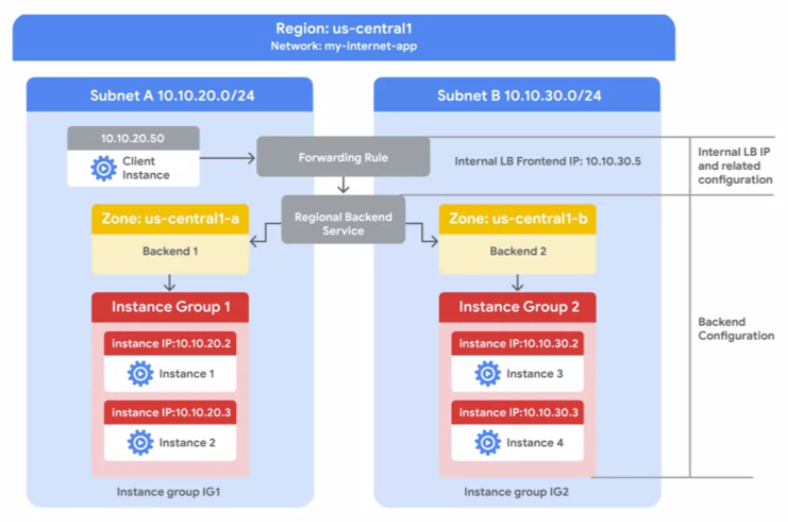 Region: us-central1
Network: my-internet-app
Subnet A 10.10.20.0/24
Subnet B 10.10.30.0/24
10.10.20.50
Client
Instance
Forwarding Rule
Internal LB Frontend IP: 10.10.30.5
Internal LB IP
and related
configuration
Regional Backend
Service
Zone: us-central1-a
Backend 1
Zone: us-central1-b
Backend 2
Instance Group 1
instance IP:10.10.20.2
Instance 1
instance IP:10.10.20.3
Instance 2
Instance group IG1
Instance Group 2
instance IP:10.10.30.2
Instance 3
instance IP:10.10.30.3
Instance 4
Instance group IG2
Backend
Configuration